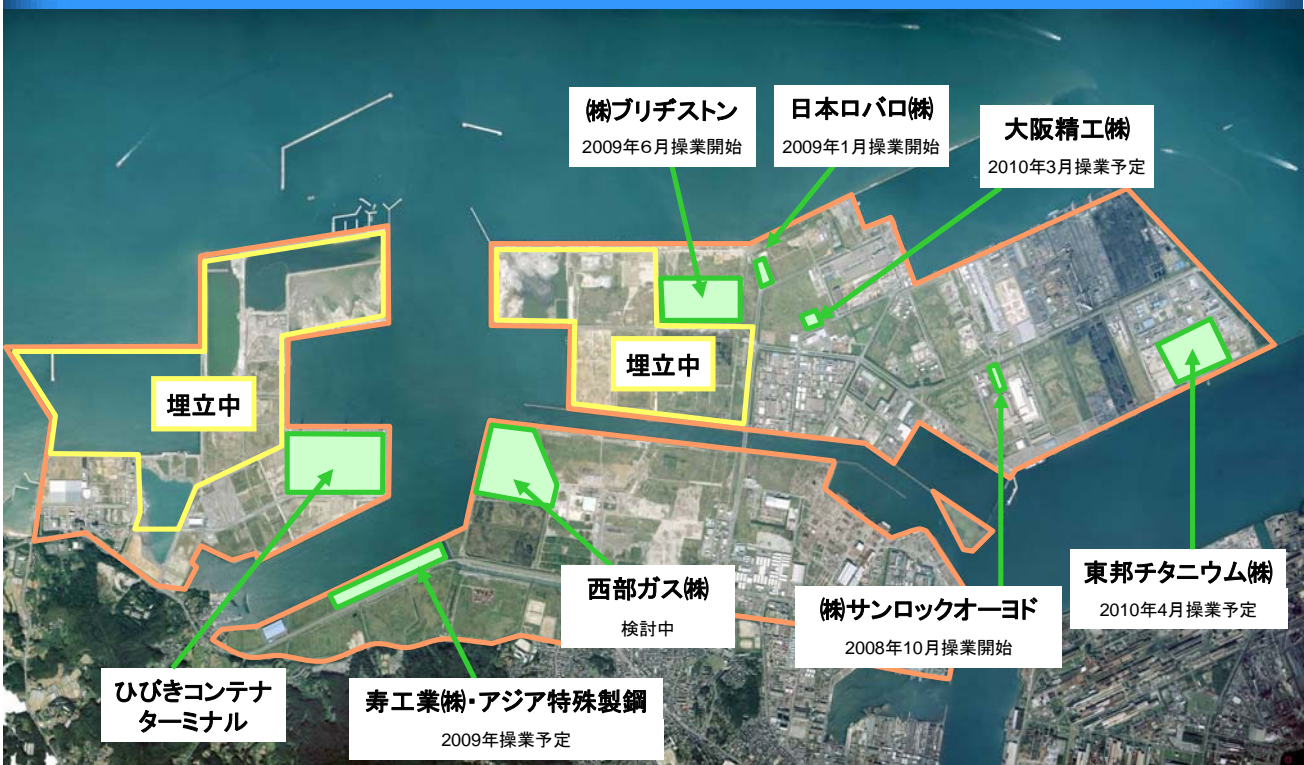 ㈱ブリヂストン
2009年6月操業開始
日本ロバロ㈱
2009年1月操業開始
大阪精工㈱
2010年3月操業予定
埋立中
埋立中
西部ガス㈱
検討中
㈱サンロックオーヨド
2008年10月操業開始
東邦チタニウム㈱
2010年4月操業予定
ひびきコンテナ
ターミナル
寿工業㈱・アジア特殊製鋼
2009年操業予定